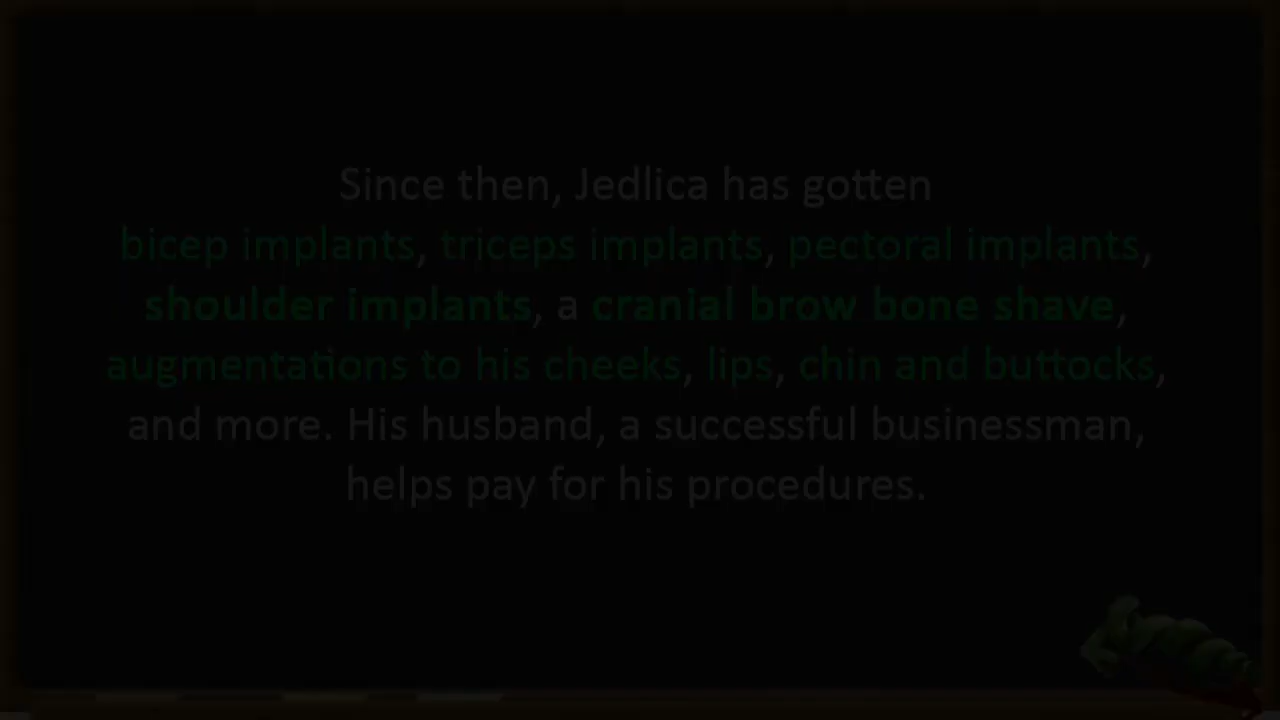 Since then, Jedlica has gotten
bicep implants, triceps implants, pectoral implants,
shoulder implants, a cranial brow bone shave,
augmentations to his cheeks, lips, chin and buttocks,
and more. His husband, a successful businessman,
helps pay for his procedures.